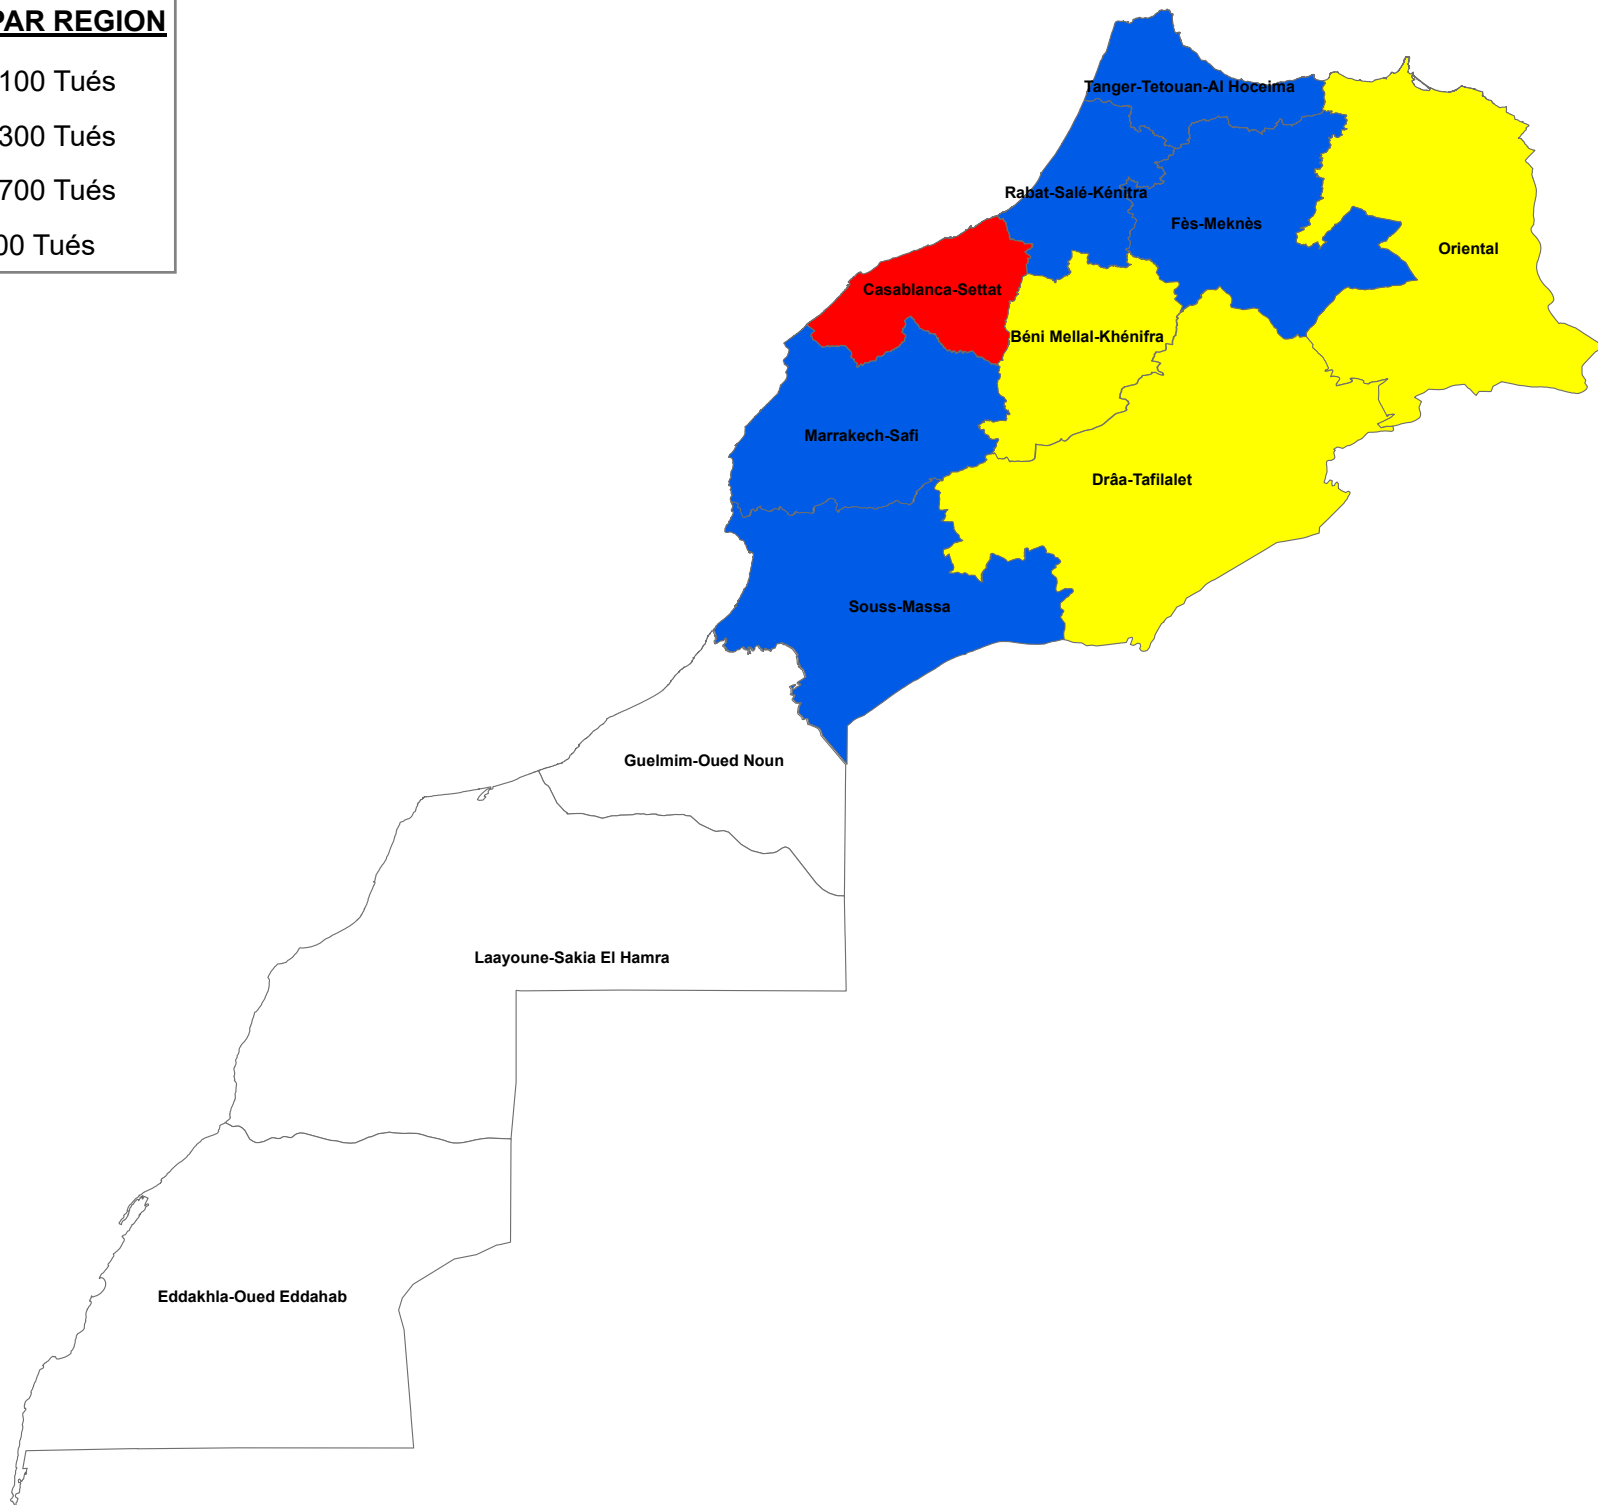 PAR REGION
100 Tués
300 Tués
700 Tués
00 Tués
Tanger-Tetouan-Al Hoceima
Rabat-Salé-Kénitra
Fès-Meknès
Oriental
Casablanca-Settat
Béni Mellal-Khénifra
Marrakech-Safi
Drâa-Tafilalet
Souss-Massa
Guelmim-Oued Noun
Laayoune-Sakia El Hamra
Eddakhla-Oued Eddahab